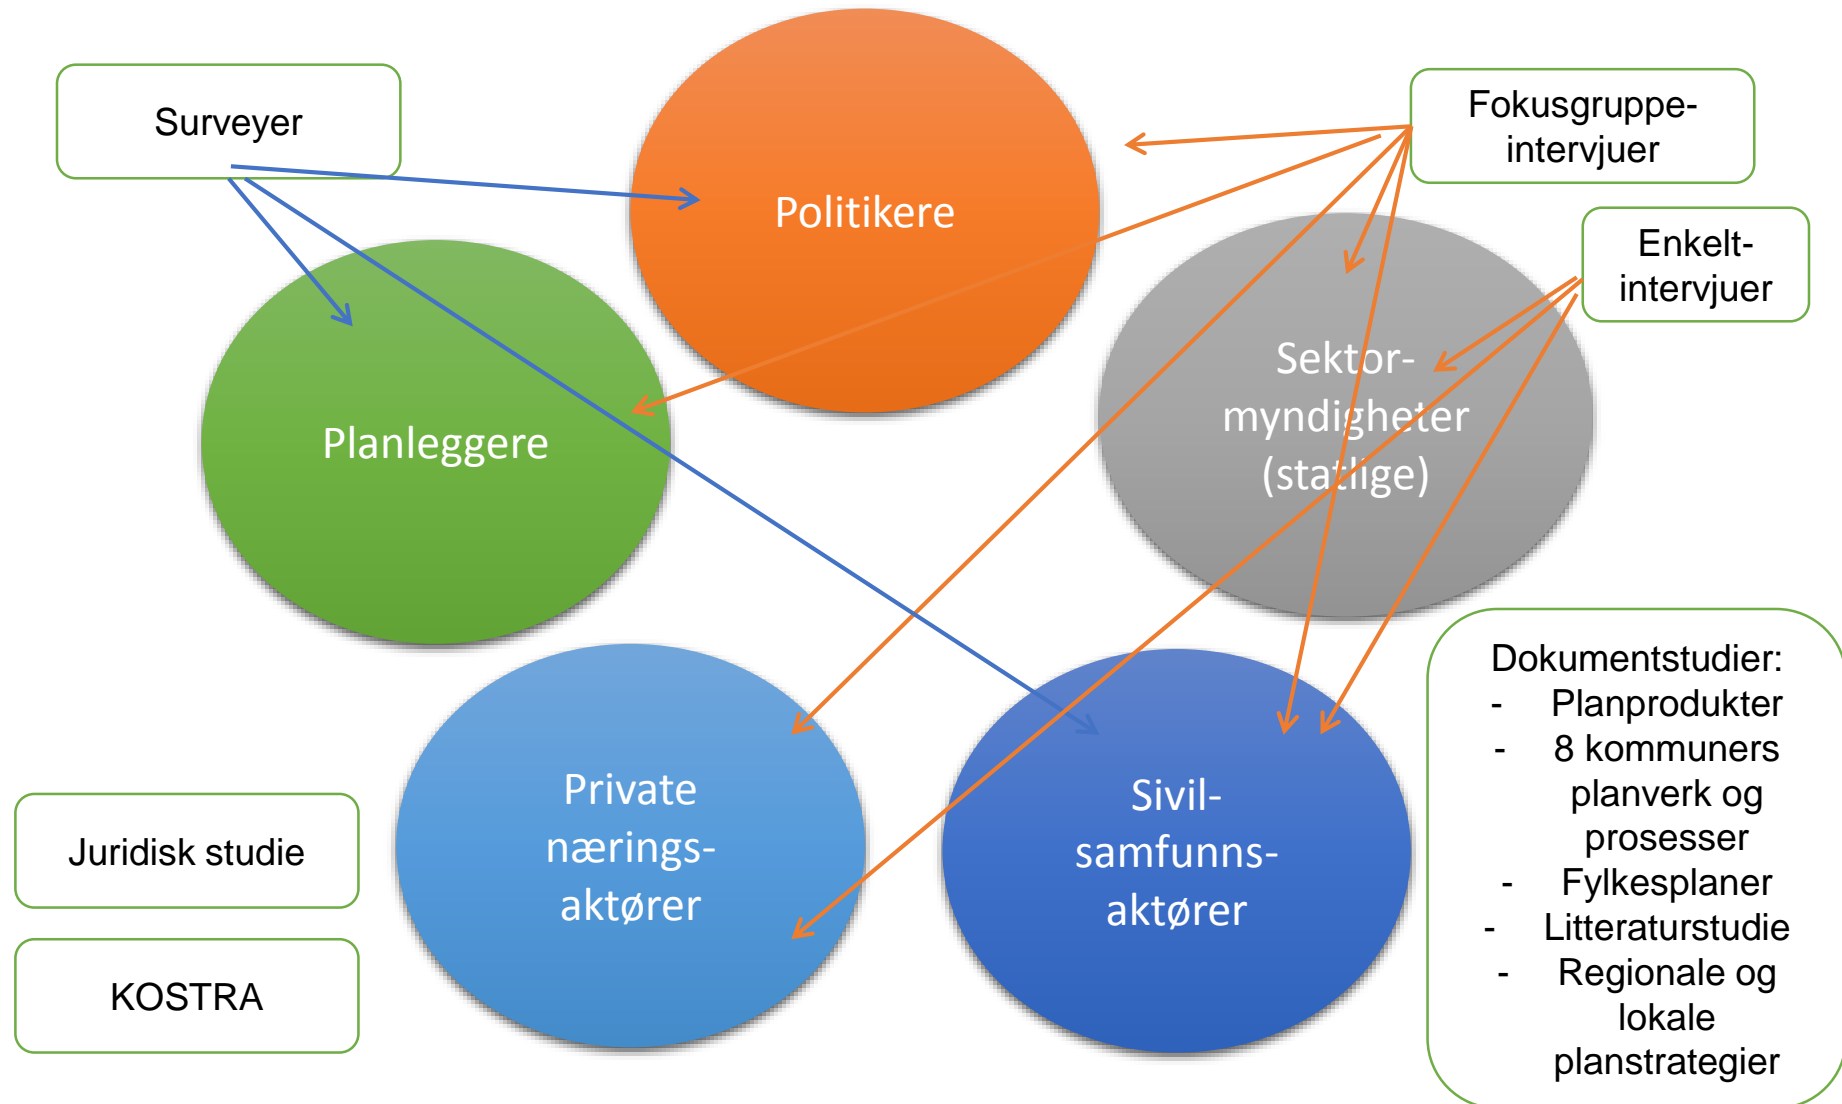 Surveyer
Politikere
Fokusgruppe-
intervjuer
Enkelt-
intervjuer
Planleggere
Sektor-
myndigheter
(statlige)
Private
nærings-
aktører
Sivil-
samfunns-
aktører
Juridisk studie
KOSTRA
Dokumentstudier:
- Planprodukter
- 8 kommuners
planverk og
prosesser
- Fylkesplaner
- Litteraturstudie
- Regionale og
lokale
planstrategier